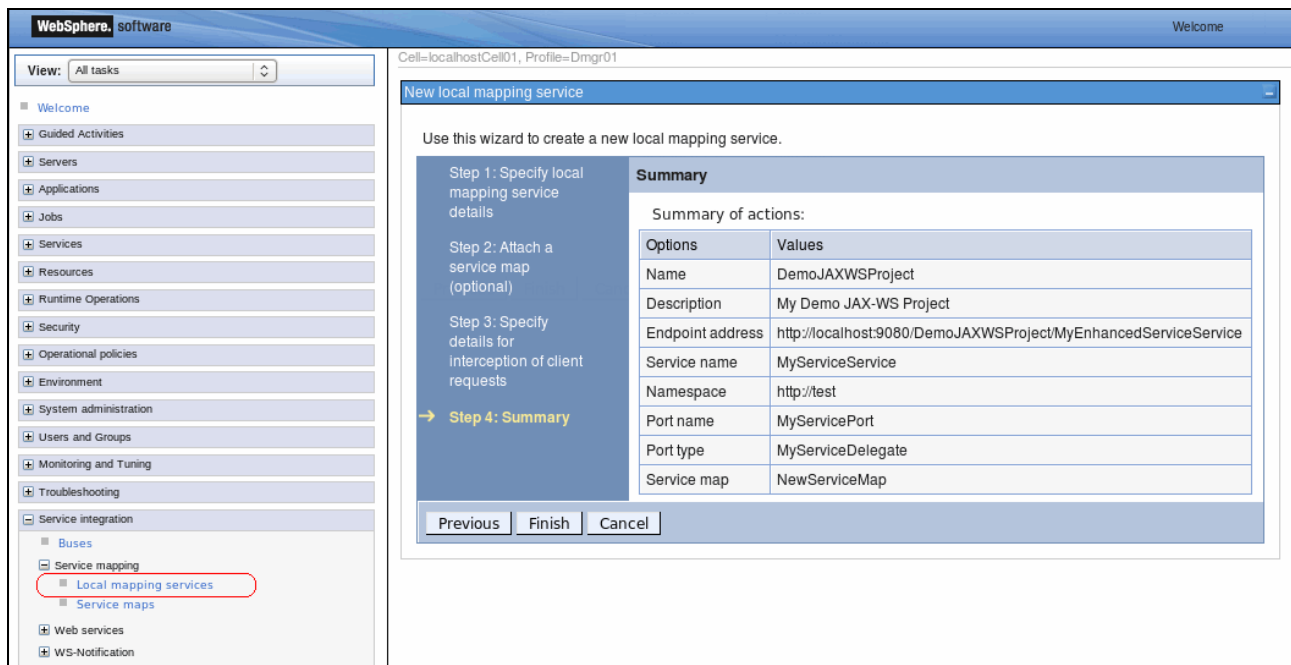 WebSphere. software
Welcome
View: All tasks
Welcome
Guided Activities
Servers
Applications
Jobs
Services
Resources
Runtime Operations
Security
Operational policies
Environment
System administration
Users and Groups
Monitoring and Tuning
Troubleshooting
Service integration
Buses
Service mapping
Local mapping services
Service maps
Web services
WS-Notification
Cell=localhostCell01, Profile=Dmgr01
New local mapping service
Use this wizard to create a new local mapping service.
Step 1: Specify local
mapping service
details
Step 2: Attach a
service map
(optional)
Step 3: Specify
details for
interception of client
requests
Step 4: Summary
Summary
Summary of actions:
Options Values
Name DemoJAXWSProject
Description My Demo JAX-WS Project
Endpoint address http://localhost:9080/DemoJAXWSProject/MyEnhancedServiceService
Service name MyServiceService
Namespace http://test
Port name MyServicePort
Port type MyServiceDelegate
Service map NewServiceMap
Previous Finish Cancel